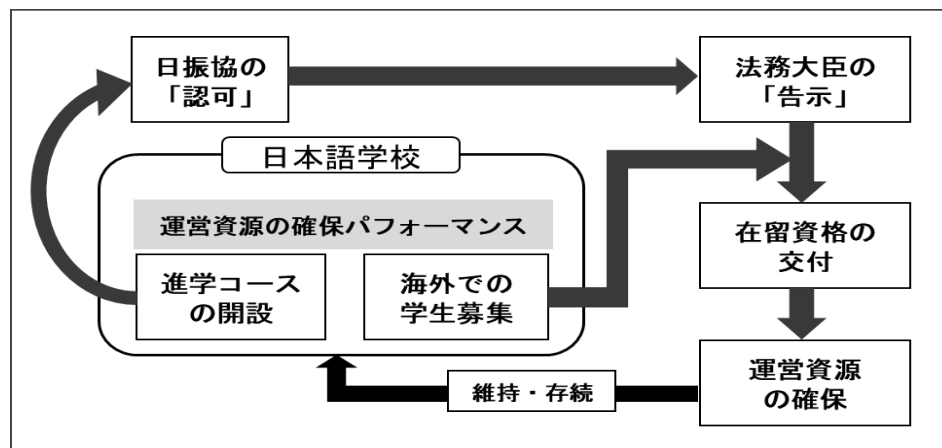 日振協の
「認可」
法務大臣の
「告示」
日本語学校
運営資源の確保パフォーマンス
進学コース
の開設
海外での
学生募集
在留資格の
交付
運営資源
の確保
維持・存続